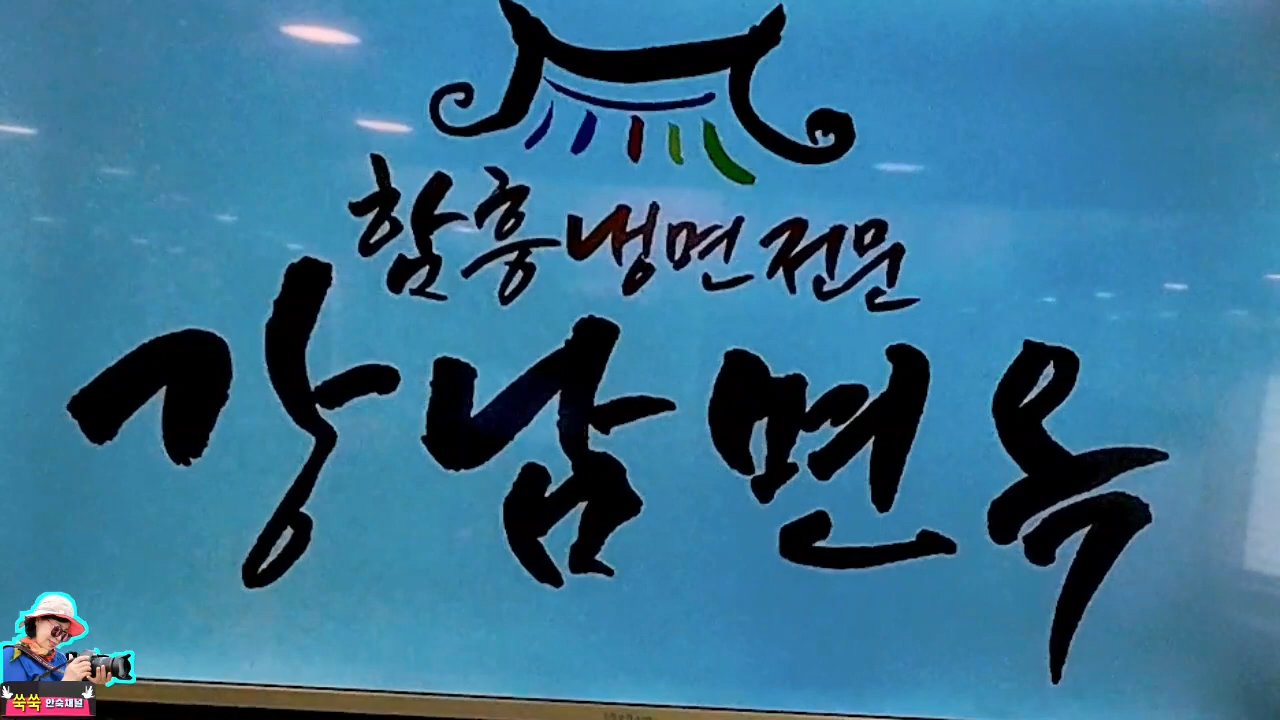 함흥냉면전문
강남면옥
쑥쑥 인숙채널